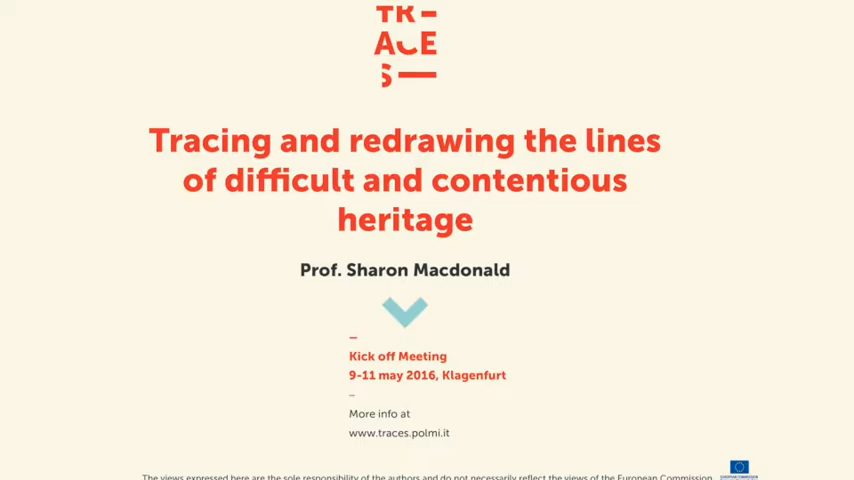 TR—
ACE
S—
Tracing and redrawing the lines
of difficult and contentious
heritage
Prof. Sharon Macdonald
–
Kick off Meeting
9-11 may 2016, Klagenfurt
–
More info at
www.traces.polmi.it
The views expressed here are the sole responsibility of the authors and do not necessarily reflect the views of the European Commission
EUROPEAN COMMISSION